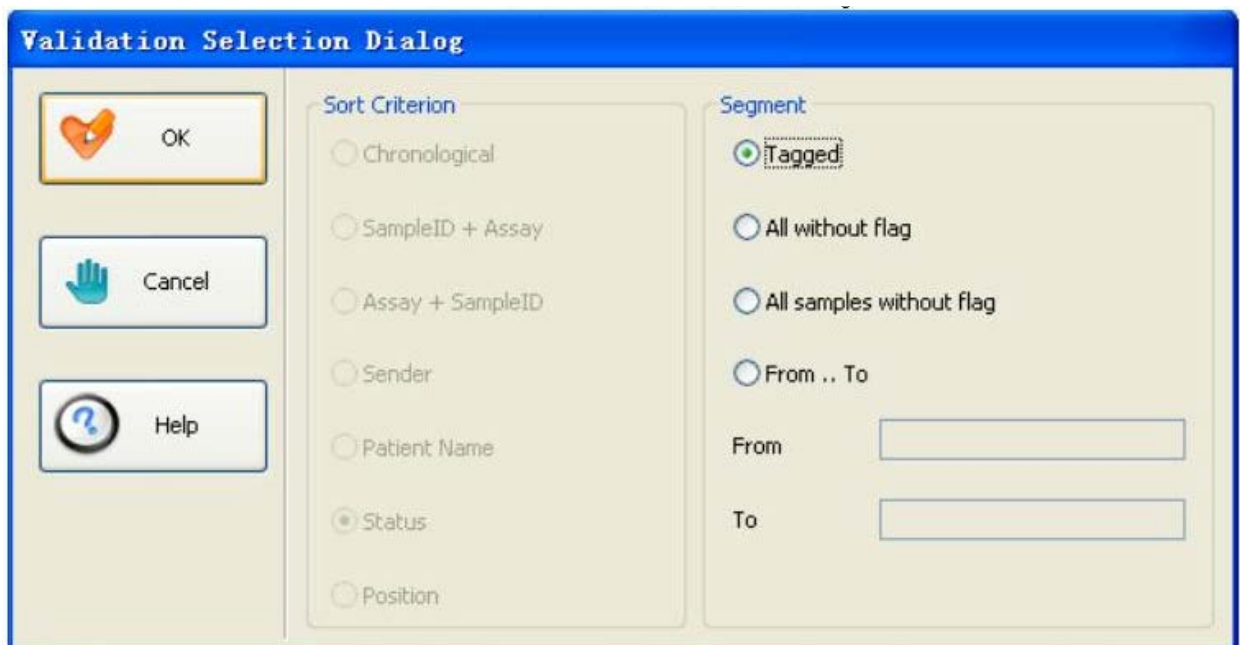 Validation Selection Dialog
OK
Cancel
Help
Sort Criterion
Chronological
SampleID + Assay
Assay + SampleID
Sender
Patient Name
Status
Position
Segment
Tagged
All without flag
All samples without flag
From .. To
From
To